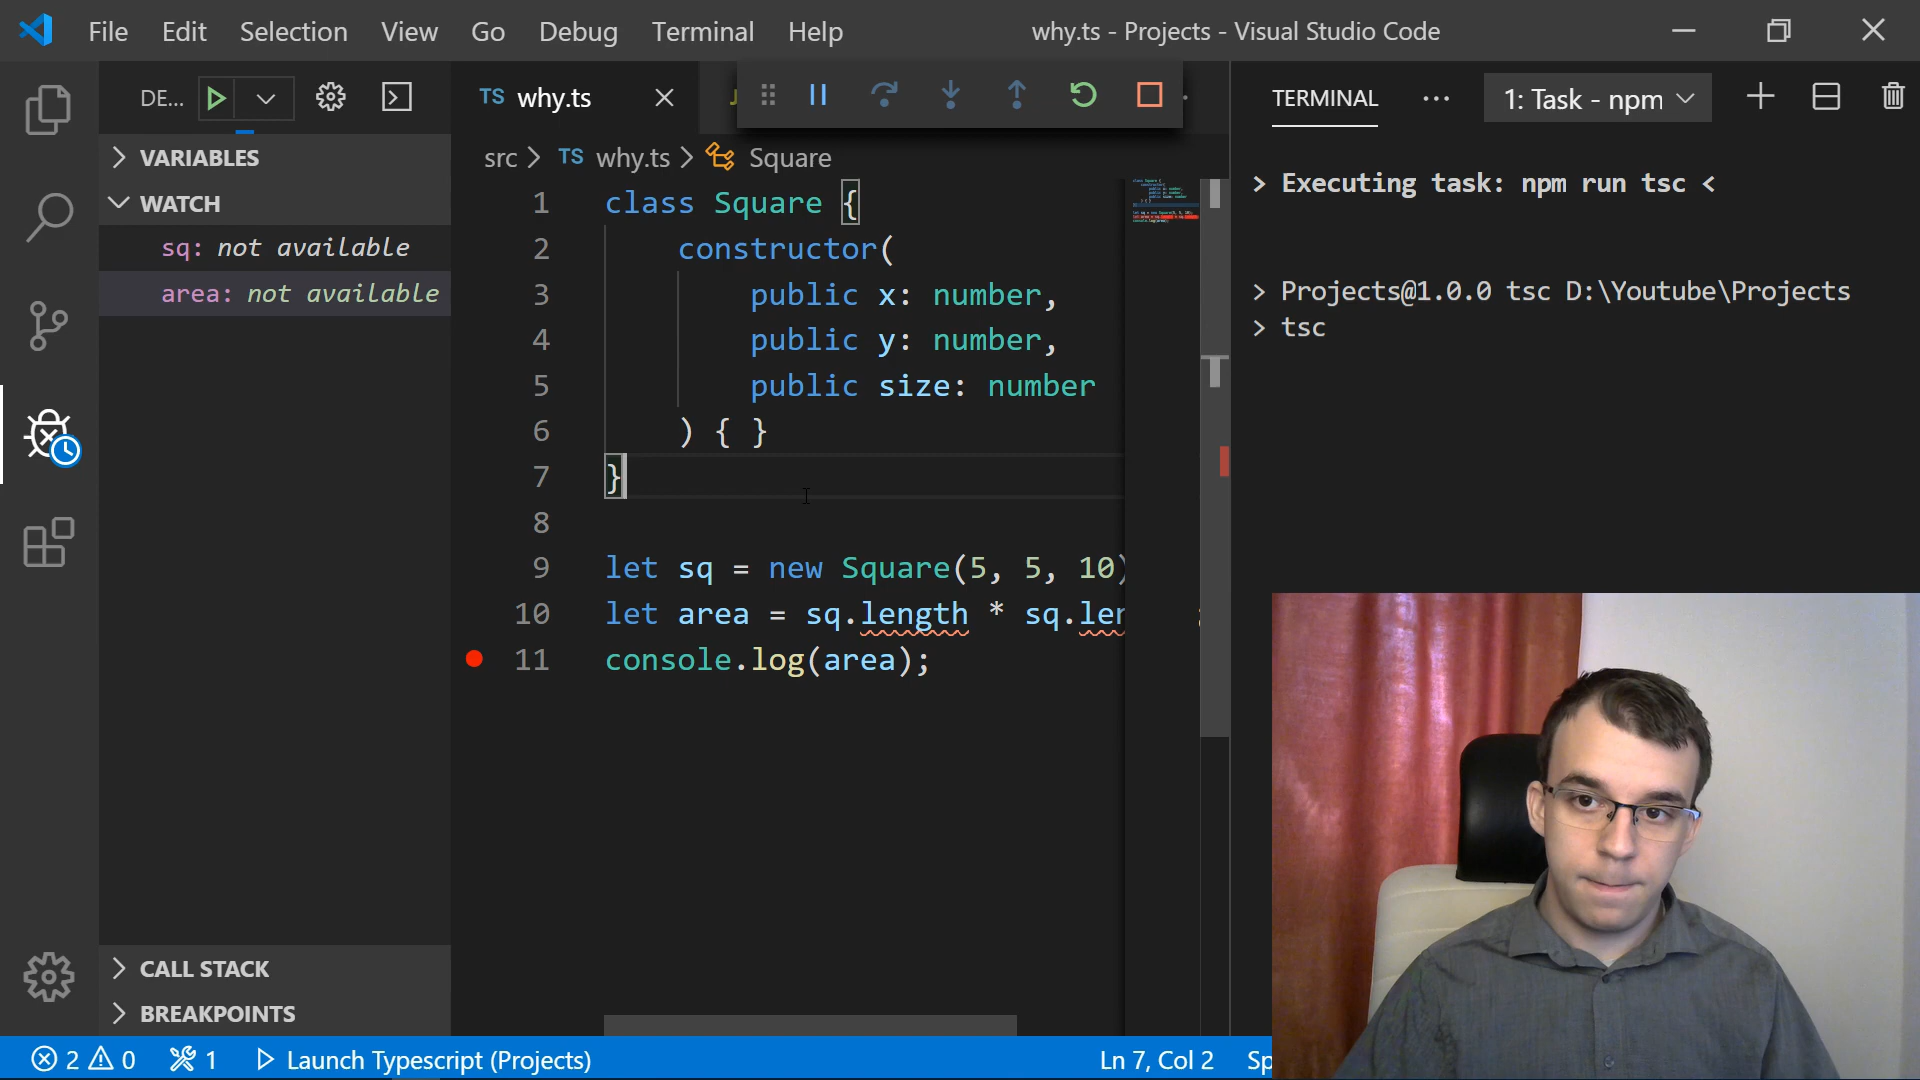 File Edit Selection View Go Debug Terminal Help
why.ts - Projects - Visual Studio Code
DE...
TS why.ts
TERMINAL ... 1: Task - npm
VARIABLES
WATCH
sq: not available
area: not available
CALL STACK
BREAKPOINTS
src > TS why.ts > Square
1 class Square {
2 constructor(
3 public x: number,
4 public y: number,
5 public size: number
6 ) { }
7 }
8
9 let sq = new Square(5, 5, 10)
10 let area = sq.length * sq.len
11 console.log(area);
> Executing task: npm run tsc <
> Projects@1.0.0 tsc D:\Youtube\Projects
> tsc
2 0 1 Launch Typescript (Projects)
Ln 7, Col 2 Sp